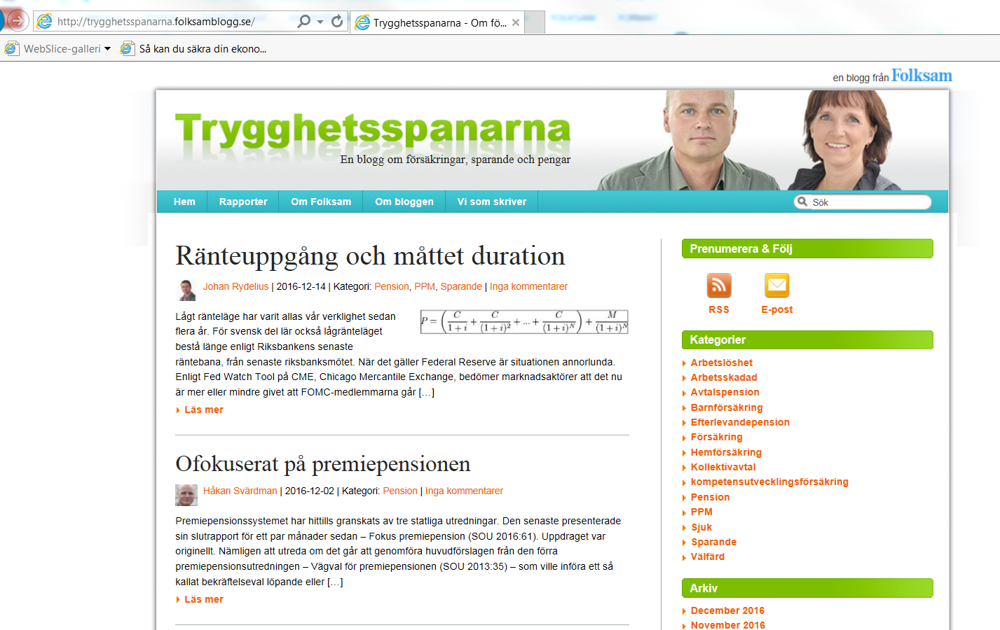 http://trygghetsspanarna.folksamblogg.se/
Trygghetsspanarna - Om fö...
WebSlice-galleri
Så kan du säkra din ekono...
en blogg från Folksam
Trygghetsspanarna
En blogg om försäkringar, sparande och pengar
Hem Rapporter Om Folksam Om bloggen Vi som skriver Sök
Ränteuppgång och måttet duration
Johan Rydelius | 2016-12-14 | Kategori: Pension, PPM, Sparande | Inga kommentarer
Lågt ränteläge har varit allas vår verklighet sedan
flera år. För svensk del lär också lågränteläget
bestå länge enligt Riksbankens senaste
räntebana, från senaste riksbanksmötet. När det gäller Federal Reserve är situationen annorlunda.
Enligt Fed Watch Tool på CME, Chicago Mercantile Exchange, bedömer marknadsaktörer att det nu
är mer eller mindre givet att FOMC-medlemmarna går […]
P = ( C/1+i + C/(1+i)^2 + ... + C/(1+i)^N ) + M/(1+i)^N
Läs mer
Ofokuserat på premiepensionen
Håkan Svärdman | 2016-12-02 | Kategori: Pension | Inga kommentarer
Premiepensionssystemet har hittills granskats av tre statliga utredningar. Den senaste presenterade
sin slutrapport för ett par månader sedan – Fokus premiepension (SOU 2016:61). Uppdraget var
originellt. Nämligen att utreda om det går att genomföra huvudförslagen från den förra
premiepensionsutredningen – Vägval för premiepensionen (SOU 2013:35) – som ville införa ett så
kallat bekräftelseval löpande eller […]
Läs mer
Prenumerera & Följ
RSS E-post
Kategorier
Arbetslöshet
Arbetsskadad
Avtalspension
Barnförsäkring
Efterlevandepension
Försäkring
Hemförsäkring
Kollektivavtal
kompetensutvecklingsförsäkring
Pension
PPM
Sjuk
Sparande
Välfärd
Arkiv
December 2016
November 2016